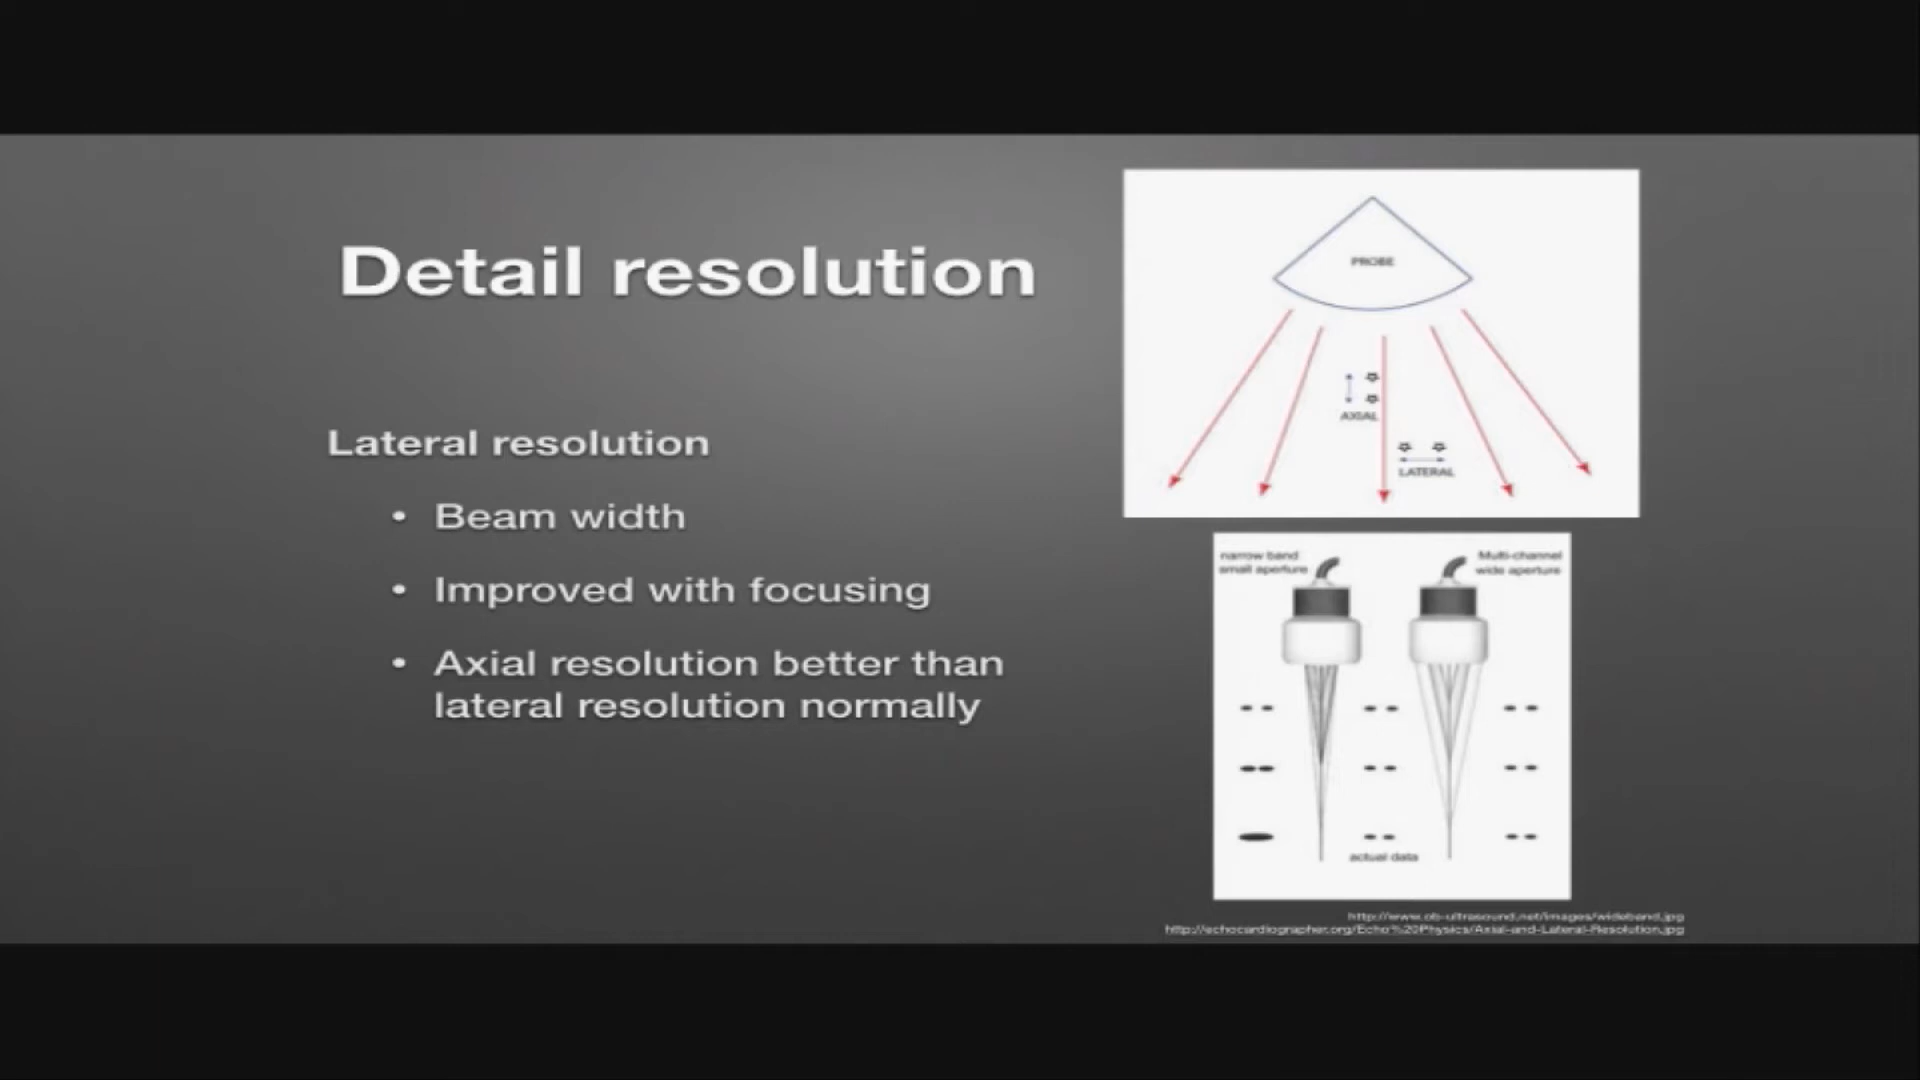 Detail resolution
Lateral resolution
• Beam width
• Improved with focusing
• Axial resolution better than
lateral resolution normally
PROBE
AXIAL
LATERAL
narrow band
small aperture
Multi-channel
wide aperture
actual data
http://www.ob-ultrasound.net/images/wideband.jpg
http://echocardiographer.org/Echo%20Physics/Axial-and-Lateral-Resolution.jpg